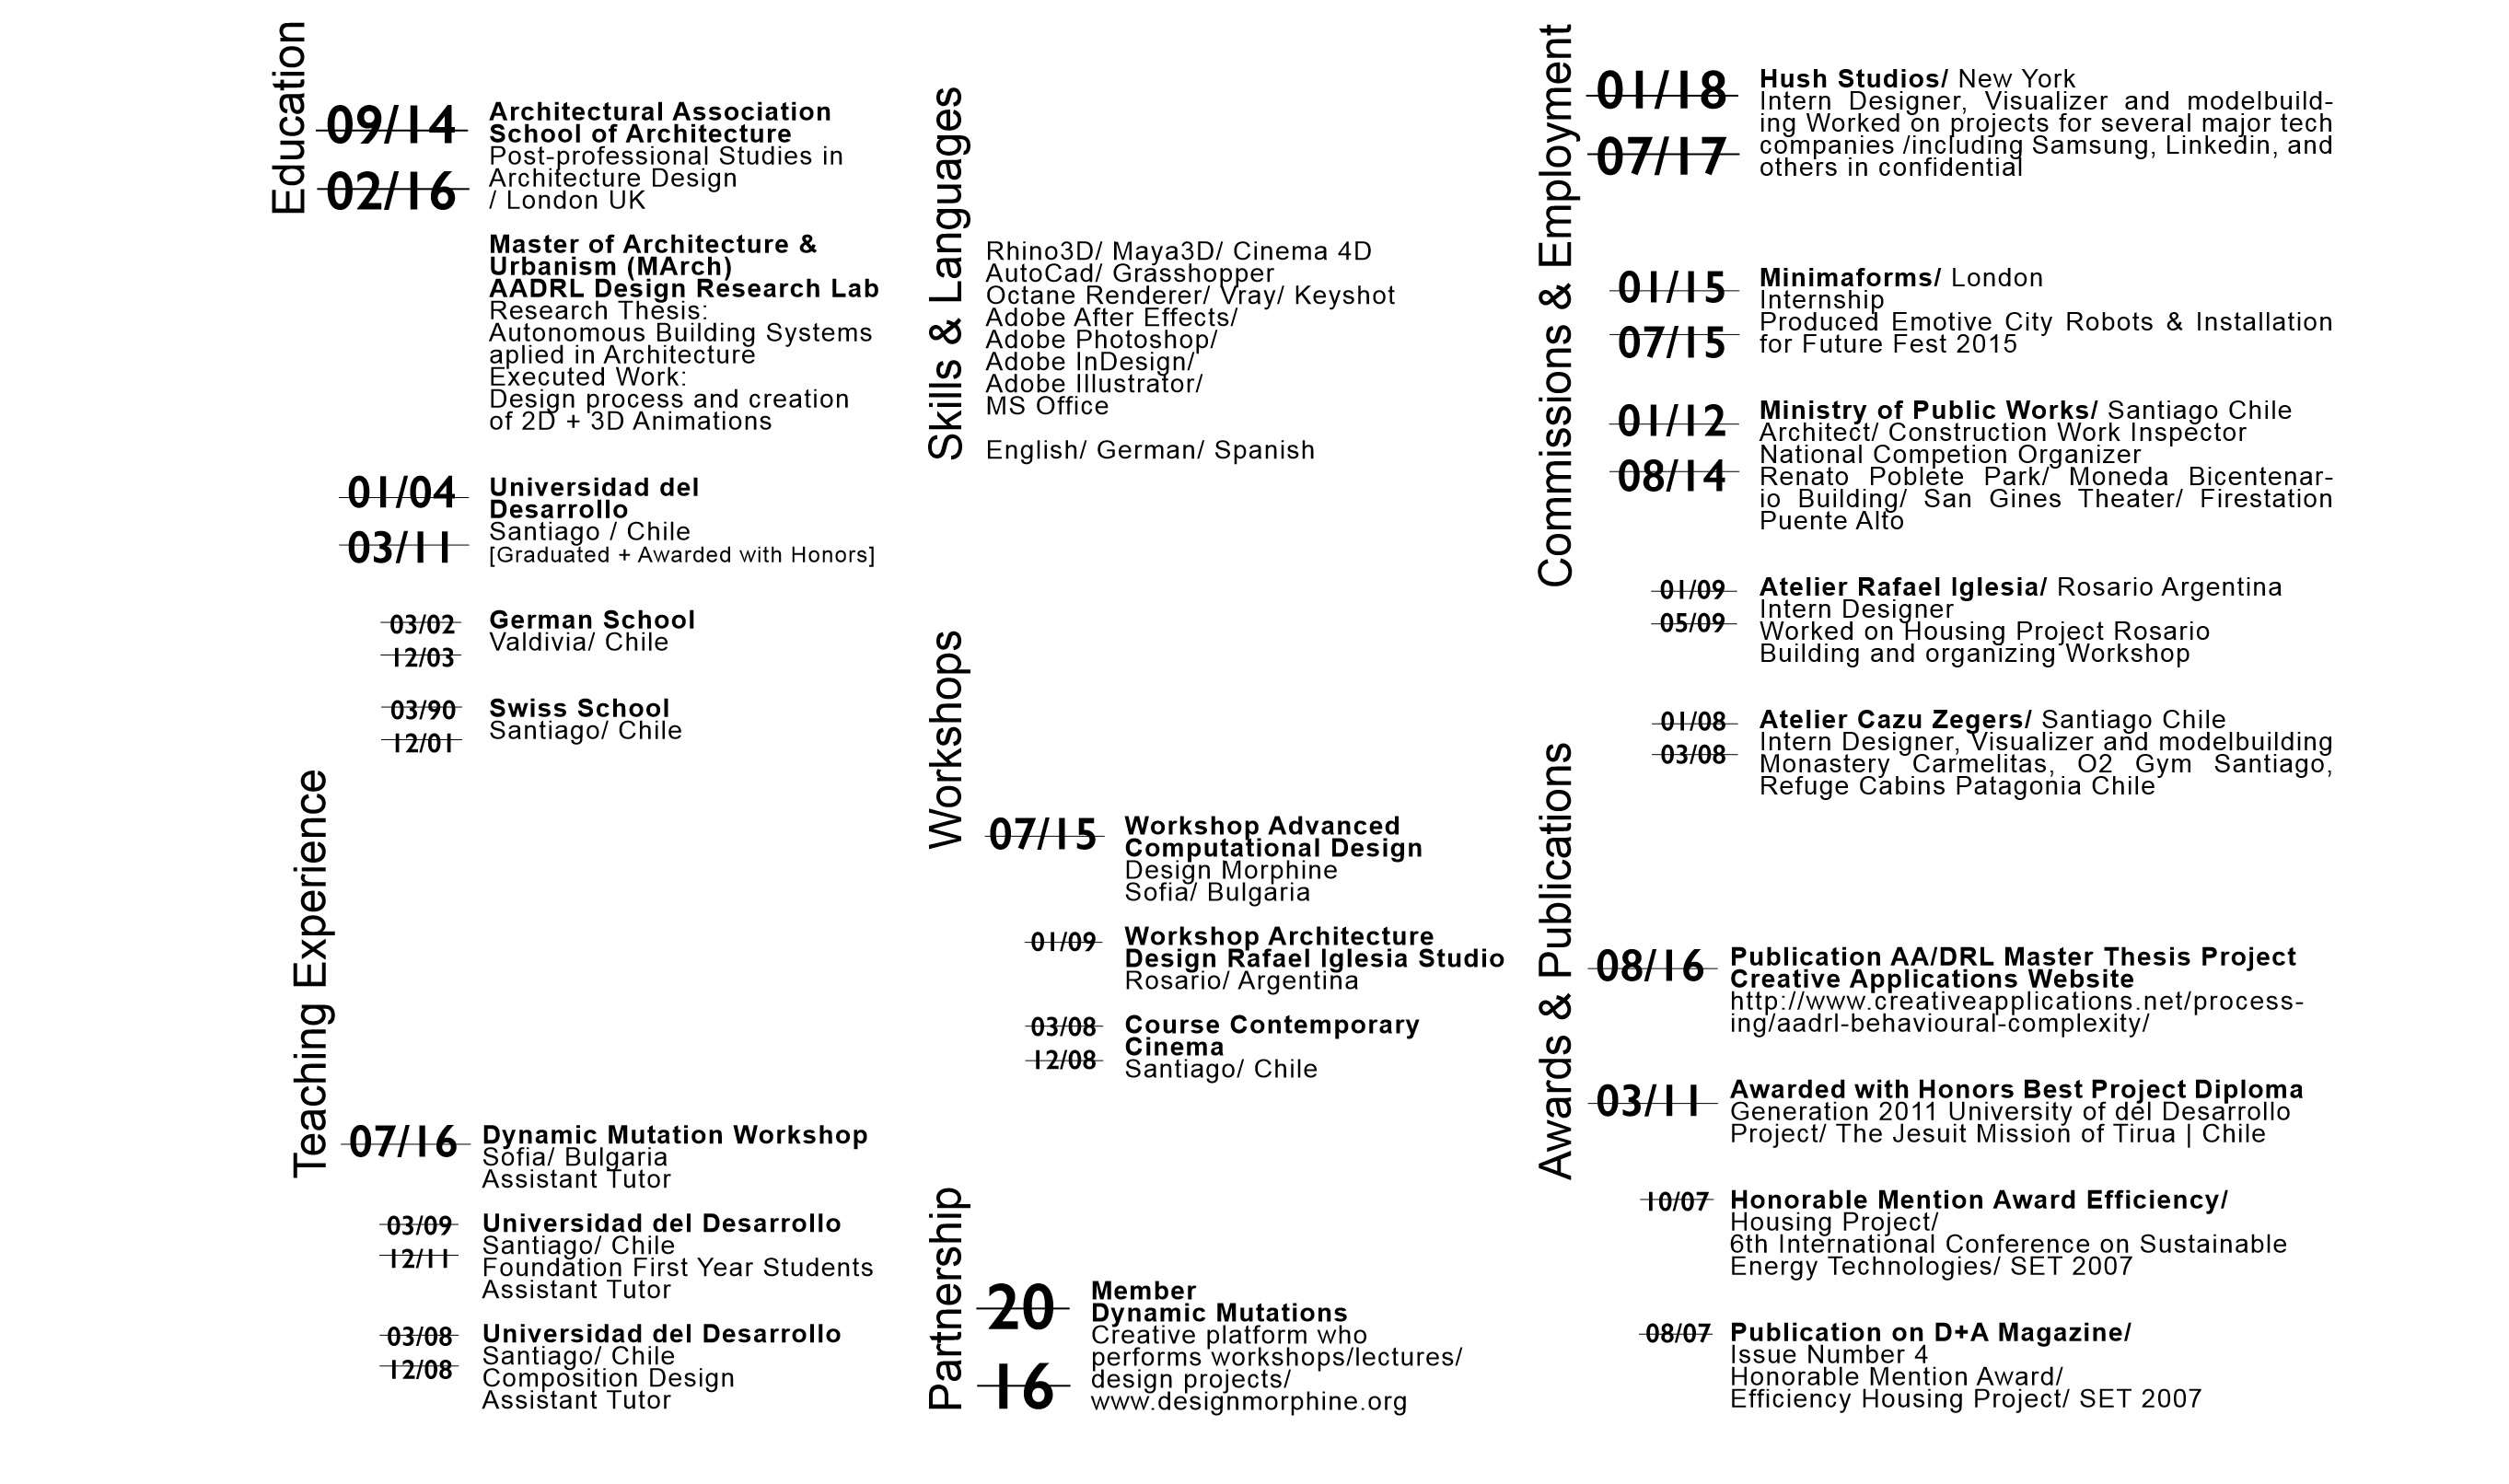 Education
09/14
02/16
Architectural Association
School of Architecture
Post-professional Studies in
Architecture Design
/ London UK
Master of Architecture &
Urbanism (MArch)
AADRL Design Research Lab
Research Thesis:
Autonomous Building Systems
aplied in Architecture
Executed Work:
Design process and creation
of 2D + 3D Animations
01/04
03/11
Universidad del
Desarrollo
Santiago / Chile
[Graduated + Awarded with Honors]
03/02
12/03
German School
Valdivia/ Chile
03/90
12/01
Swiss School
Santiago/ Chile
Teaching Experience
07/16
Dynamic Mutation Workshop
Sofia/ Bulgaria
Assistant Tutor
03/09
12/11
Universidad del Desarrollo
Santiago/ Chile
Foundation First Year Students
Assistant Tutor
03/08
12/08
Universidad del Desarrollo
Santiago/ Chile
Composition Design
Assistant Tutor
Skills & Languages
Rhino3D/ Maya3D/ Cinema 4D
AutoCad/ Grasshopper
Octane Renderer/ Vray/ Keyshot
Adobe After Effects/
Adobe Photoshop/
Adobe InDesign/
Adobe Illustrator/
MS Office
English/ German/ Spanish
Workshops
07/15
Workshop Advanced
Computational Design
Design Morphine
Sofia/ Bulgaria
01/09
Workshop Architecture
Design Rafael Iglesia Studio
Rosario/ Argentina
03/08
12/08
Course Contemporary
Cinema
Santiago/ Chile
Partnership
20
16
Member
Dynamic Mutations
Creative platform who
performs workshops/lectures/
design projects/
www.designmorphine.org
Commissions & Employment
01/18
07/17
Hush Studios/ New York
Intern Designer, Visualizer and modelbuild-
ing Worked on projects for several major tech
companies /including Samsung, Linkedin, and
others in confidential
01/15
07/15
Minimaforms/ London
Internship
Produced Emotive City Robots & Installation
for Future Fest 2015
01/12
08/14
Ministry of Public Works/ Santiago Chile
Architect/ Construction Work Inspector
National Competion Organizer
Renato Poblete Park/ Moneda Bicentenar-
io Building/ San Gines Theater/ Firestation
Puente Alto
01/09
05/09
Atelier Rafael Iglesia/ Rosario Argentina
Intern Designer
Worked on Housing Project Rosario
Building and organizing Workshop
01/08
03/08
Atelier Cazu Zegers/ Santiago Chile
Intern Designer, Visualizer and modelbuilding
Monastery Carmelitas, O2 Gym Santiago,
Refuge Cabins Patagonia Chile
Awards & Publications
08/16
Publication AA/DRL Master Thesis Project
Creative Applications Website
http://www.creativeapplications.net/process-
ing/aadrl-behavioural-complexity/
03/11
Awarded with Honors Best Project Diploma
Generation 2011 University of del Desarrollo
Project/ The Jesuit Mission of Tirua | Chile
10/07
Honorable Mention Award Efficiency/
Housing Project/
6th International Conference on Sustainable
Energy Technologies/ SET 2007
08/07
Publication on D+A Magazine/
Issue Number 4
Honorable Mention Award/
Efficiency Housing Project/ SET 2007